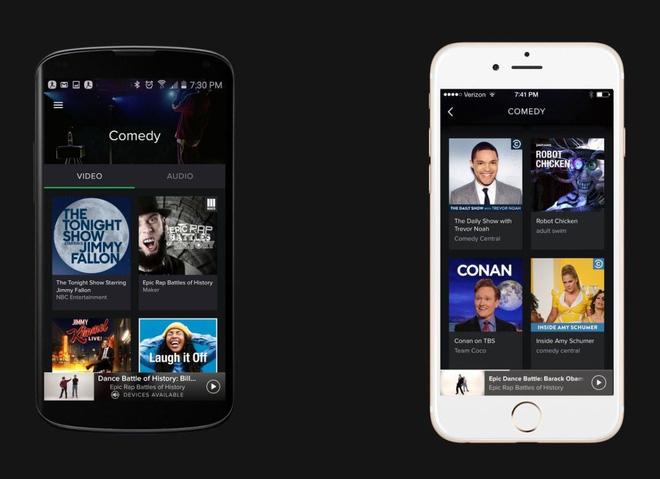 7:30 PM
Comedy
VIDEO
AUDIO
THE
TONIGHT
SHOW
STARRING
JIMMY
FALLON
EPIC RAP
BATTLES
The Tonight Show Starring
Jimmy Fallon
NBC Entertainment
Epic Rap Battles of History
Maker
JIMMY
Kimmel
LIVE!
Laugh it Off
Dance Battle of History: Bill...
Epic Rap Battles of History
DEVICES AVAILABLE
Verizon
7:41 PM
COMEDY
THE DAILY SHOW WITH TREVOR NOAH
ROBOT
CHICKEN
The Daily Show with
Trevor Noah
Comedy Central
Robot Chicken
adult swim
CONAN
INSIDE AMY SCHUMER
Conan on TBS
Team Coco
Inside Amy Schumer
comedy central
Epic Dance Battle: Barack Obam
Epic Rap Battles of History